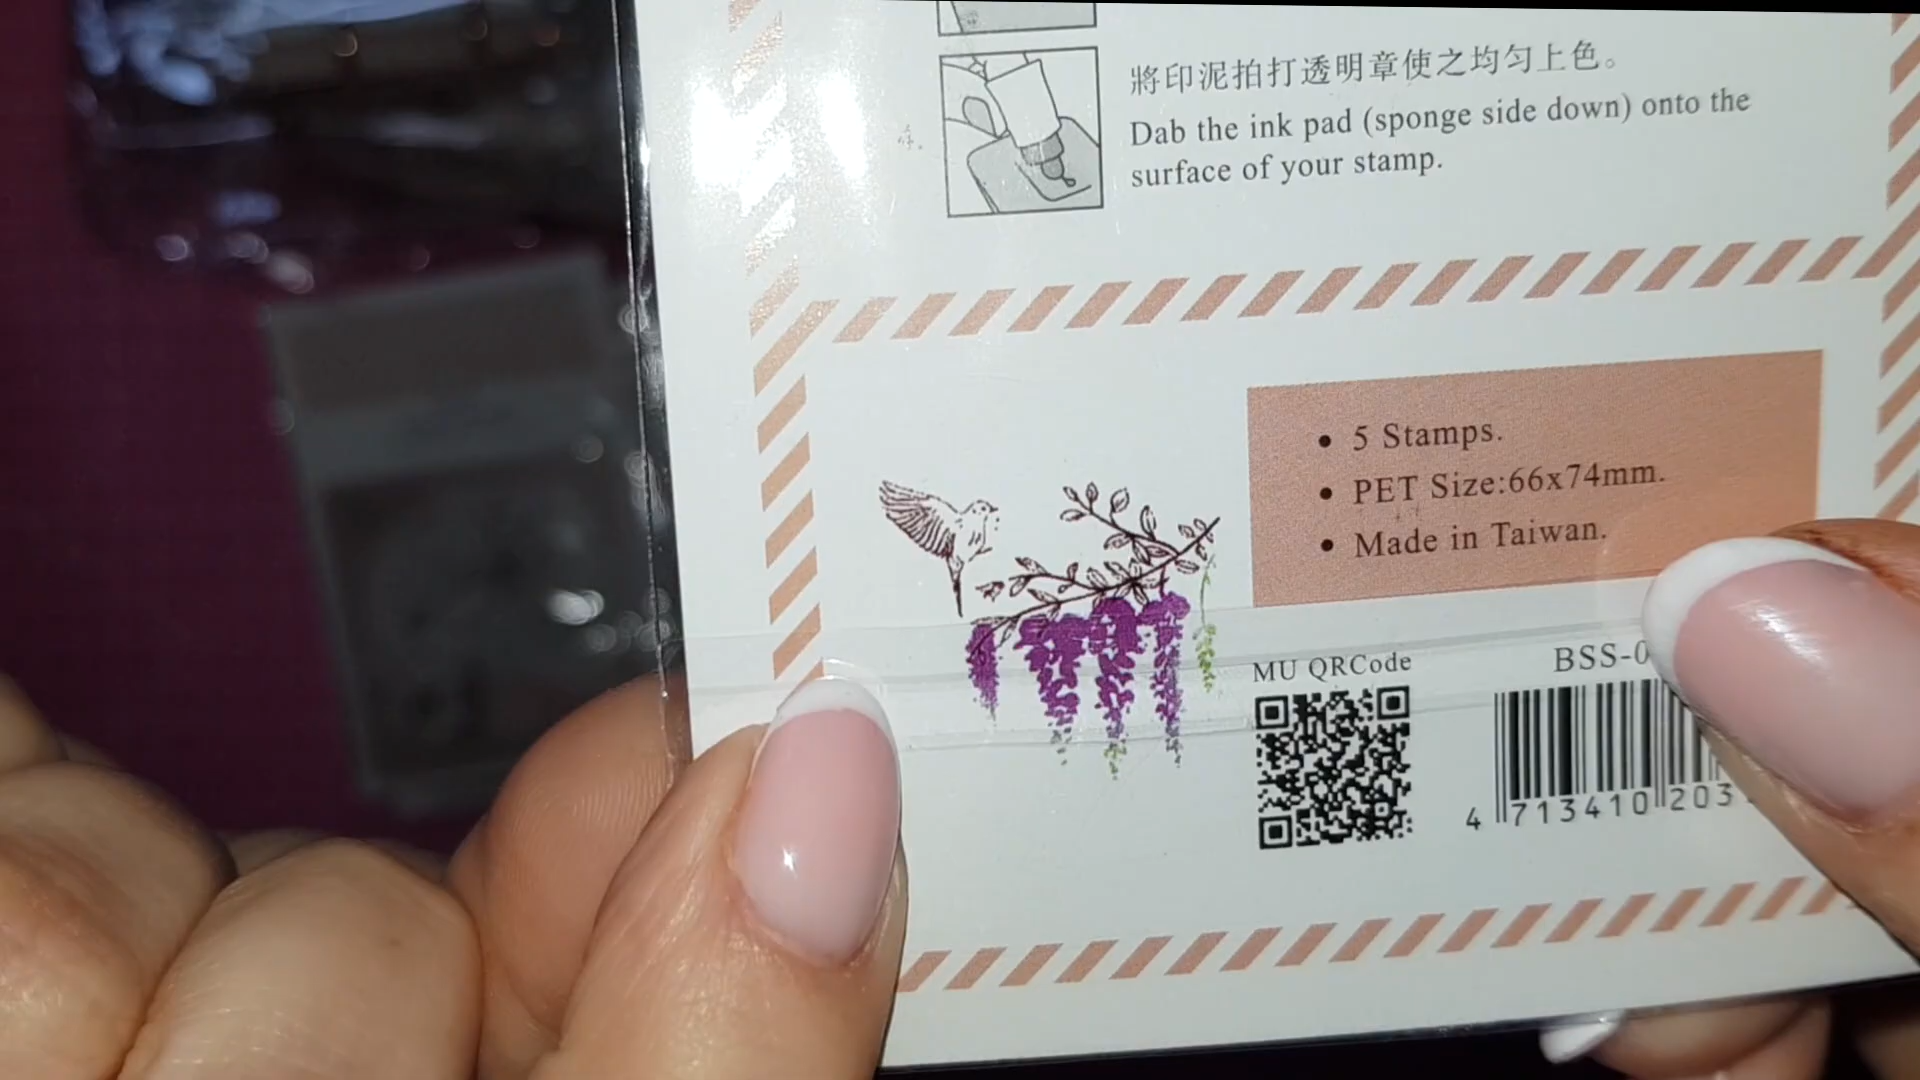 將印泥拍打透明章使之均勻上色。
Dab the ink pad (sponge side down) onto the
surface of your stamp.
• 5 Stamps.
• PET Size:66x74mm.
• Made in Taiwan.
MU QRCode
BSS-0
4 713410 203